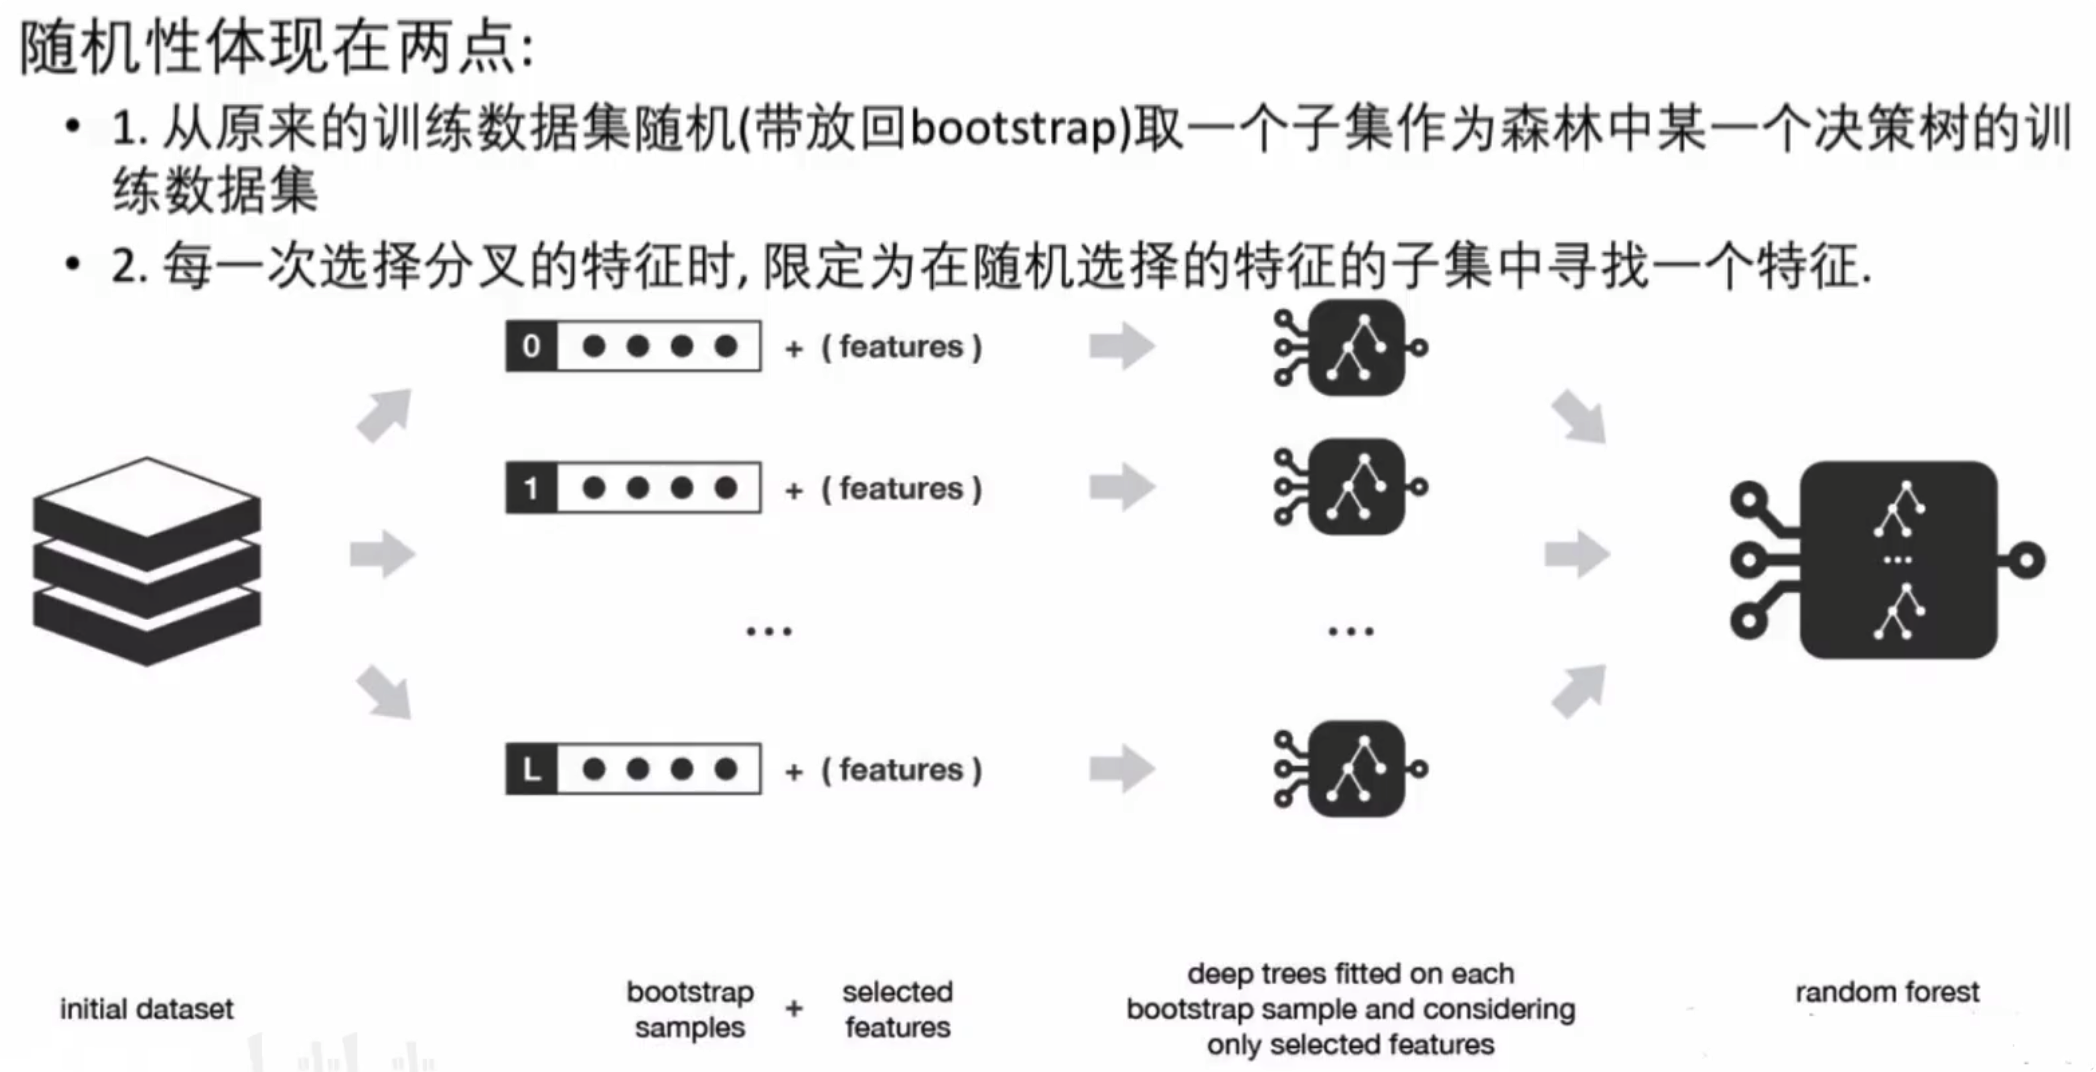 随机性体现在两点:
• 1. 从原来的训练数据集随机(带放回bootstrap)取一个子集作为森林中某一个决策树的训
练数据集
• 2. 每一次选择分叉的特征时, 限定为在随机选择的特征的子集中寻找一个特征.
0 + ( features )
1 + ( features )
...
...
L + ( features )
...
initial dataset
bootstrap
samples
+
selected
features
deep trees fitted on each
bootstrap sample and considering
only selected features
random forest